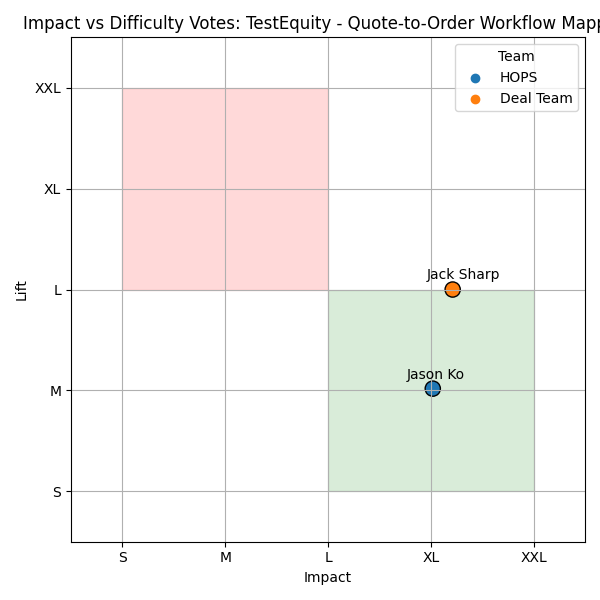 Impact vs Difficulty Votes: TestEquity - Quote-to-Order Workflow Mapp
Team
HOPS
Deal Team
XXL
XL
L
M
S
Lift
Jack Sharp
Jason Ko
S
M
L
XL
XXL
Impact